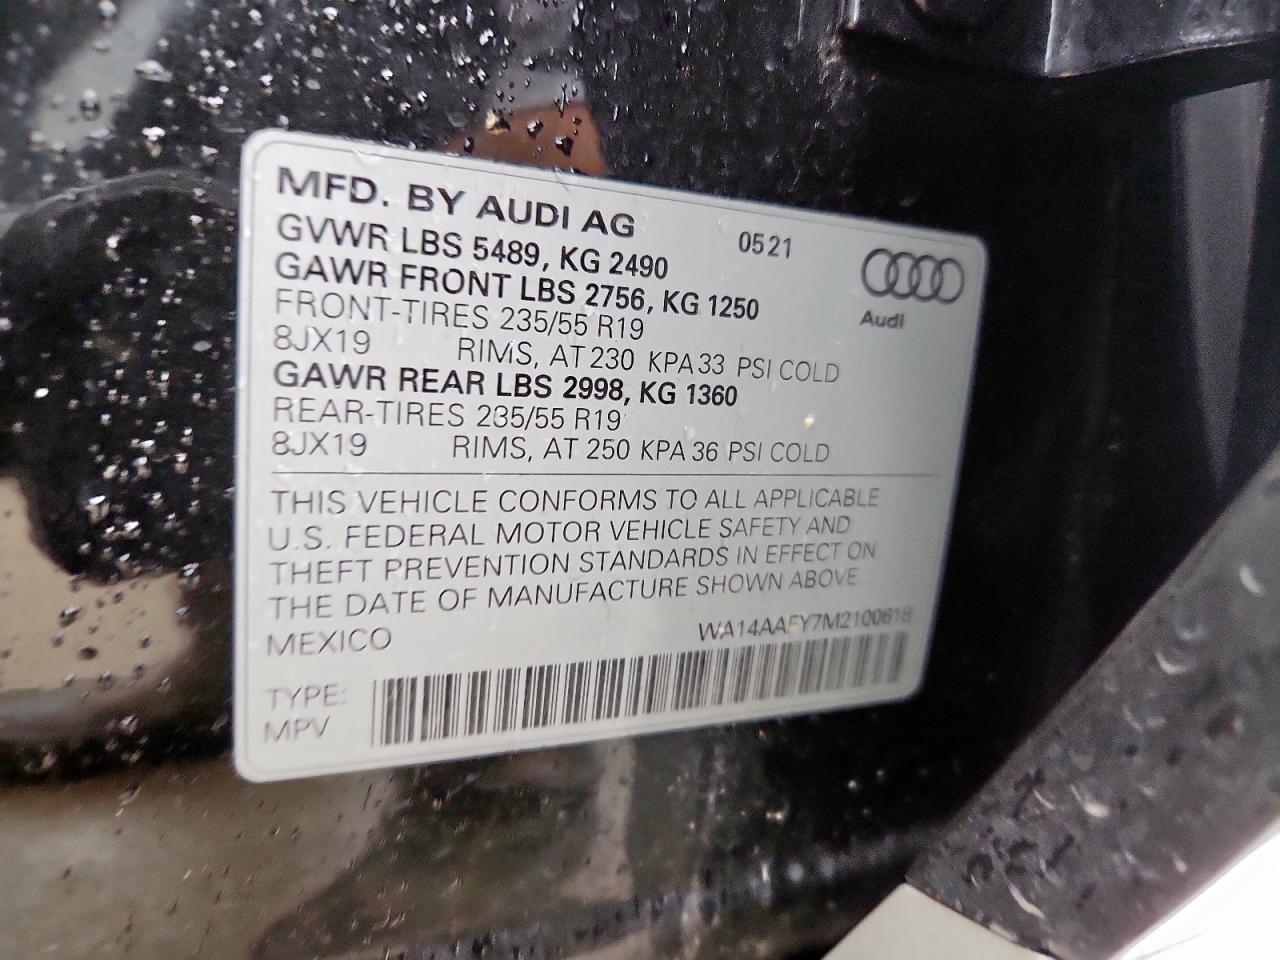 MFD. BY AUDI AG 0521
GVWR LBS 5489, KG 2490
GAWR FRONT LBS 2756, KG 1250
Audi
FRONT-TIRES 235/55 R19
8JX19 RIMS, AT 230 KPA 33 PSI COLD
GAWR REAR LBS 2998, KG 1360
REAR-TIRES 235/55 R19
8JX19 RIMS, AT 250 KPA 36 PSI COLD
THIS VEHICLE CONFORMS TO ALL APPLICABLE
U.S. FEDERAL MOTOR VEHICLE SAFETY AND
THEFT PREVENTION STANDARDS IN EFFECT ON
THE DATE OF MANUFACTURE SHOWN ABOVE.
MEXICO WA14AAFY7M2100618
TYPE:
MPV